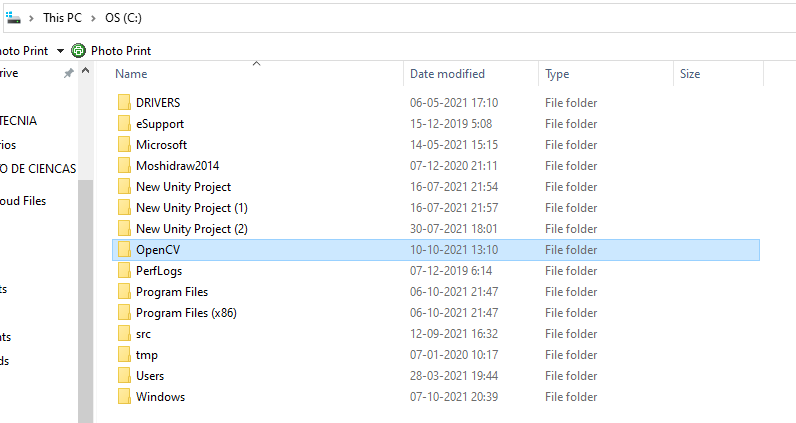 This PC > OS (C:)
oto Print Photo Print
Name Date modified Type Size
rive
DRIVERS 06-05-2021 17:10 File folder
TECNIA
eSupport 15-12-2019 5:08 File folder
rios
Microsoft 14-05-2021 15:15 File folder
O DE CIENCAS
Moshidraw2014 07-12-2020 21:11 File folder
New Unity Project 16-07-2021 21:54 File folder
oud Files
New Unity Project (1) 16-07-2021 21:57 File folder
New Unity Project (2) 30-07-2021 18:01 File folder
OpenCV 10-10-2021 13:10 File folder
PerfLogs 07-12-2019 6:14 File folder
ts
Program Files 06-10-2021 21:47 File folder
Program Files (x86) 06-10-2021 21:47 File folder
nts
src 12-09-2021 16:32 File folder
ds
tmp 07-01-2020 10:17 File folder
Users 28-03-2021 19:44 File folder
Windows 07-10-2021 20:39 File folder